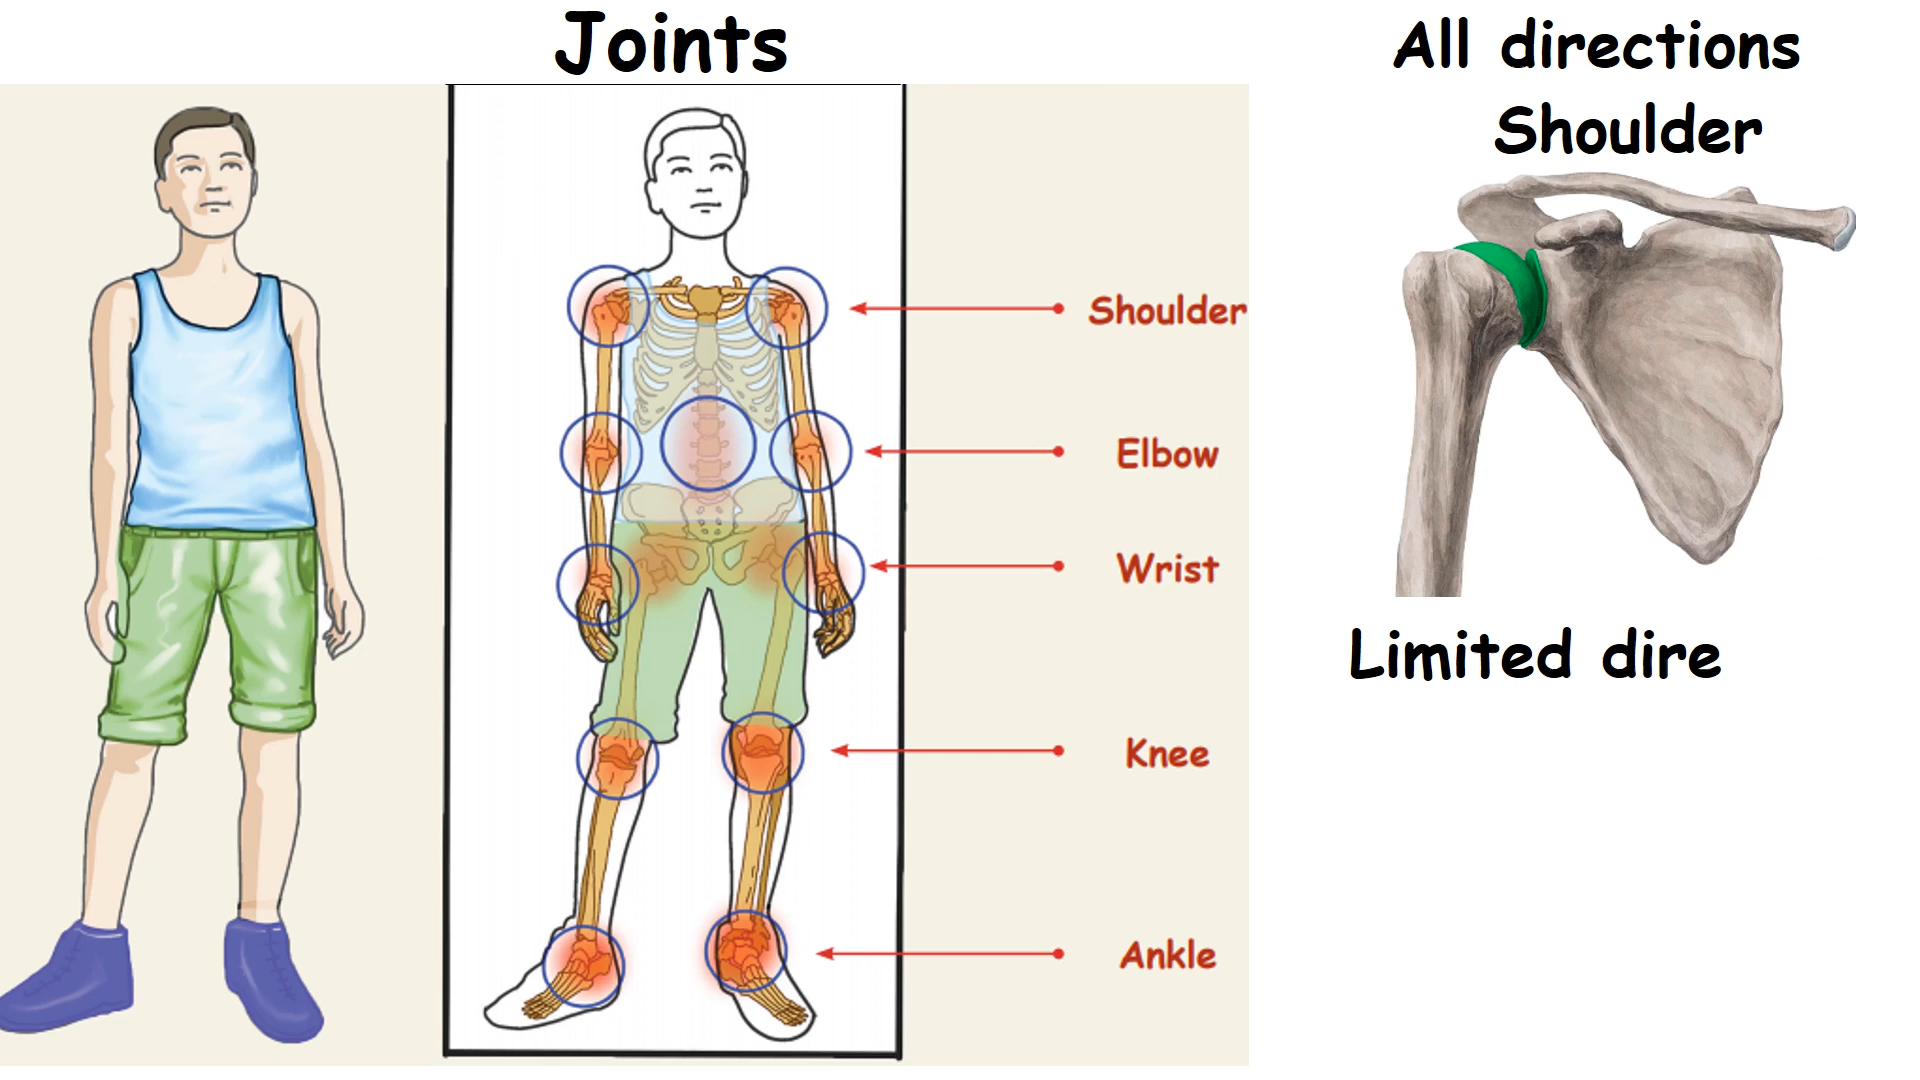 Joints
Shoulder
Elbow
Wrist
Knee
Ankle
All directions
Shoulder
Limited dire